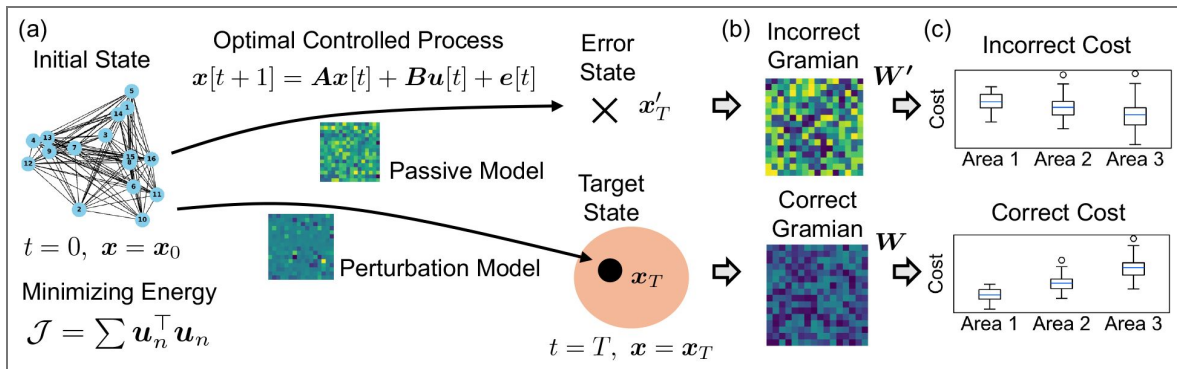 (a)
Initial State
5
1
14
3
4
13
9
7
15
8
16
12
6
11
2
10
t = 0, x = x₀
Minimizing Energy
𝒥 = ∑ uₙ⊤uₙ
Optimal Controlled Process
x[t + 1] = Ax[t] + Bu[t] + e[t]
Passive Model
Perturbation Model
Error
State
x′_T
Target
State
x_T
t = T, x = x_T
(b)
Incorrect
Gramian
W′
Correct
Gramian
W
(c)
Incorrect Cost
Cost
Area 1 Area 2 Area 3
Correct Cost
Cost
Area 1 Area 2 Area 3